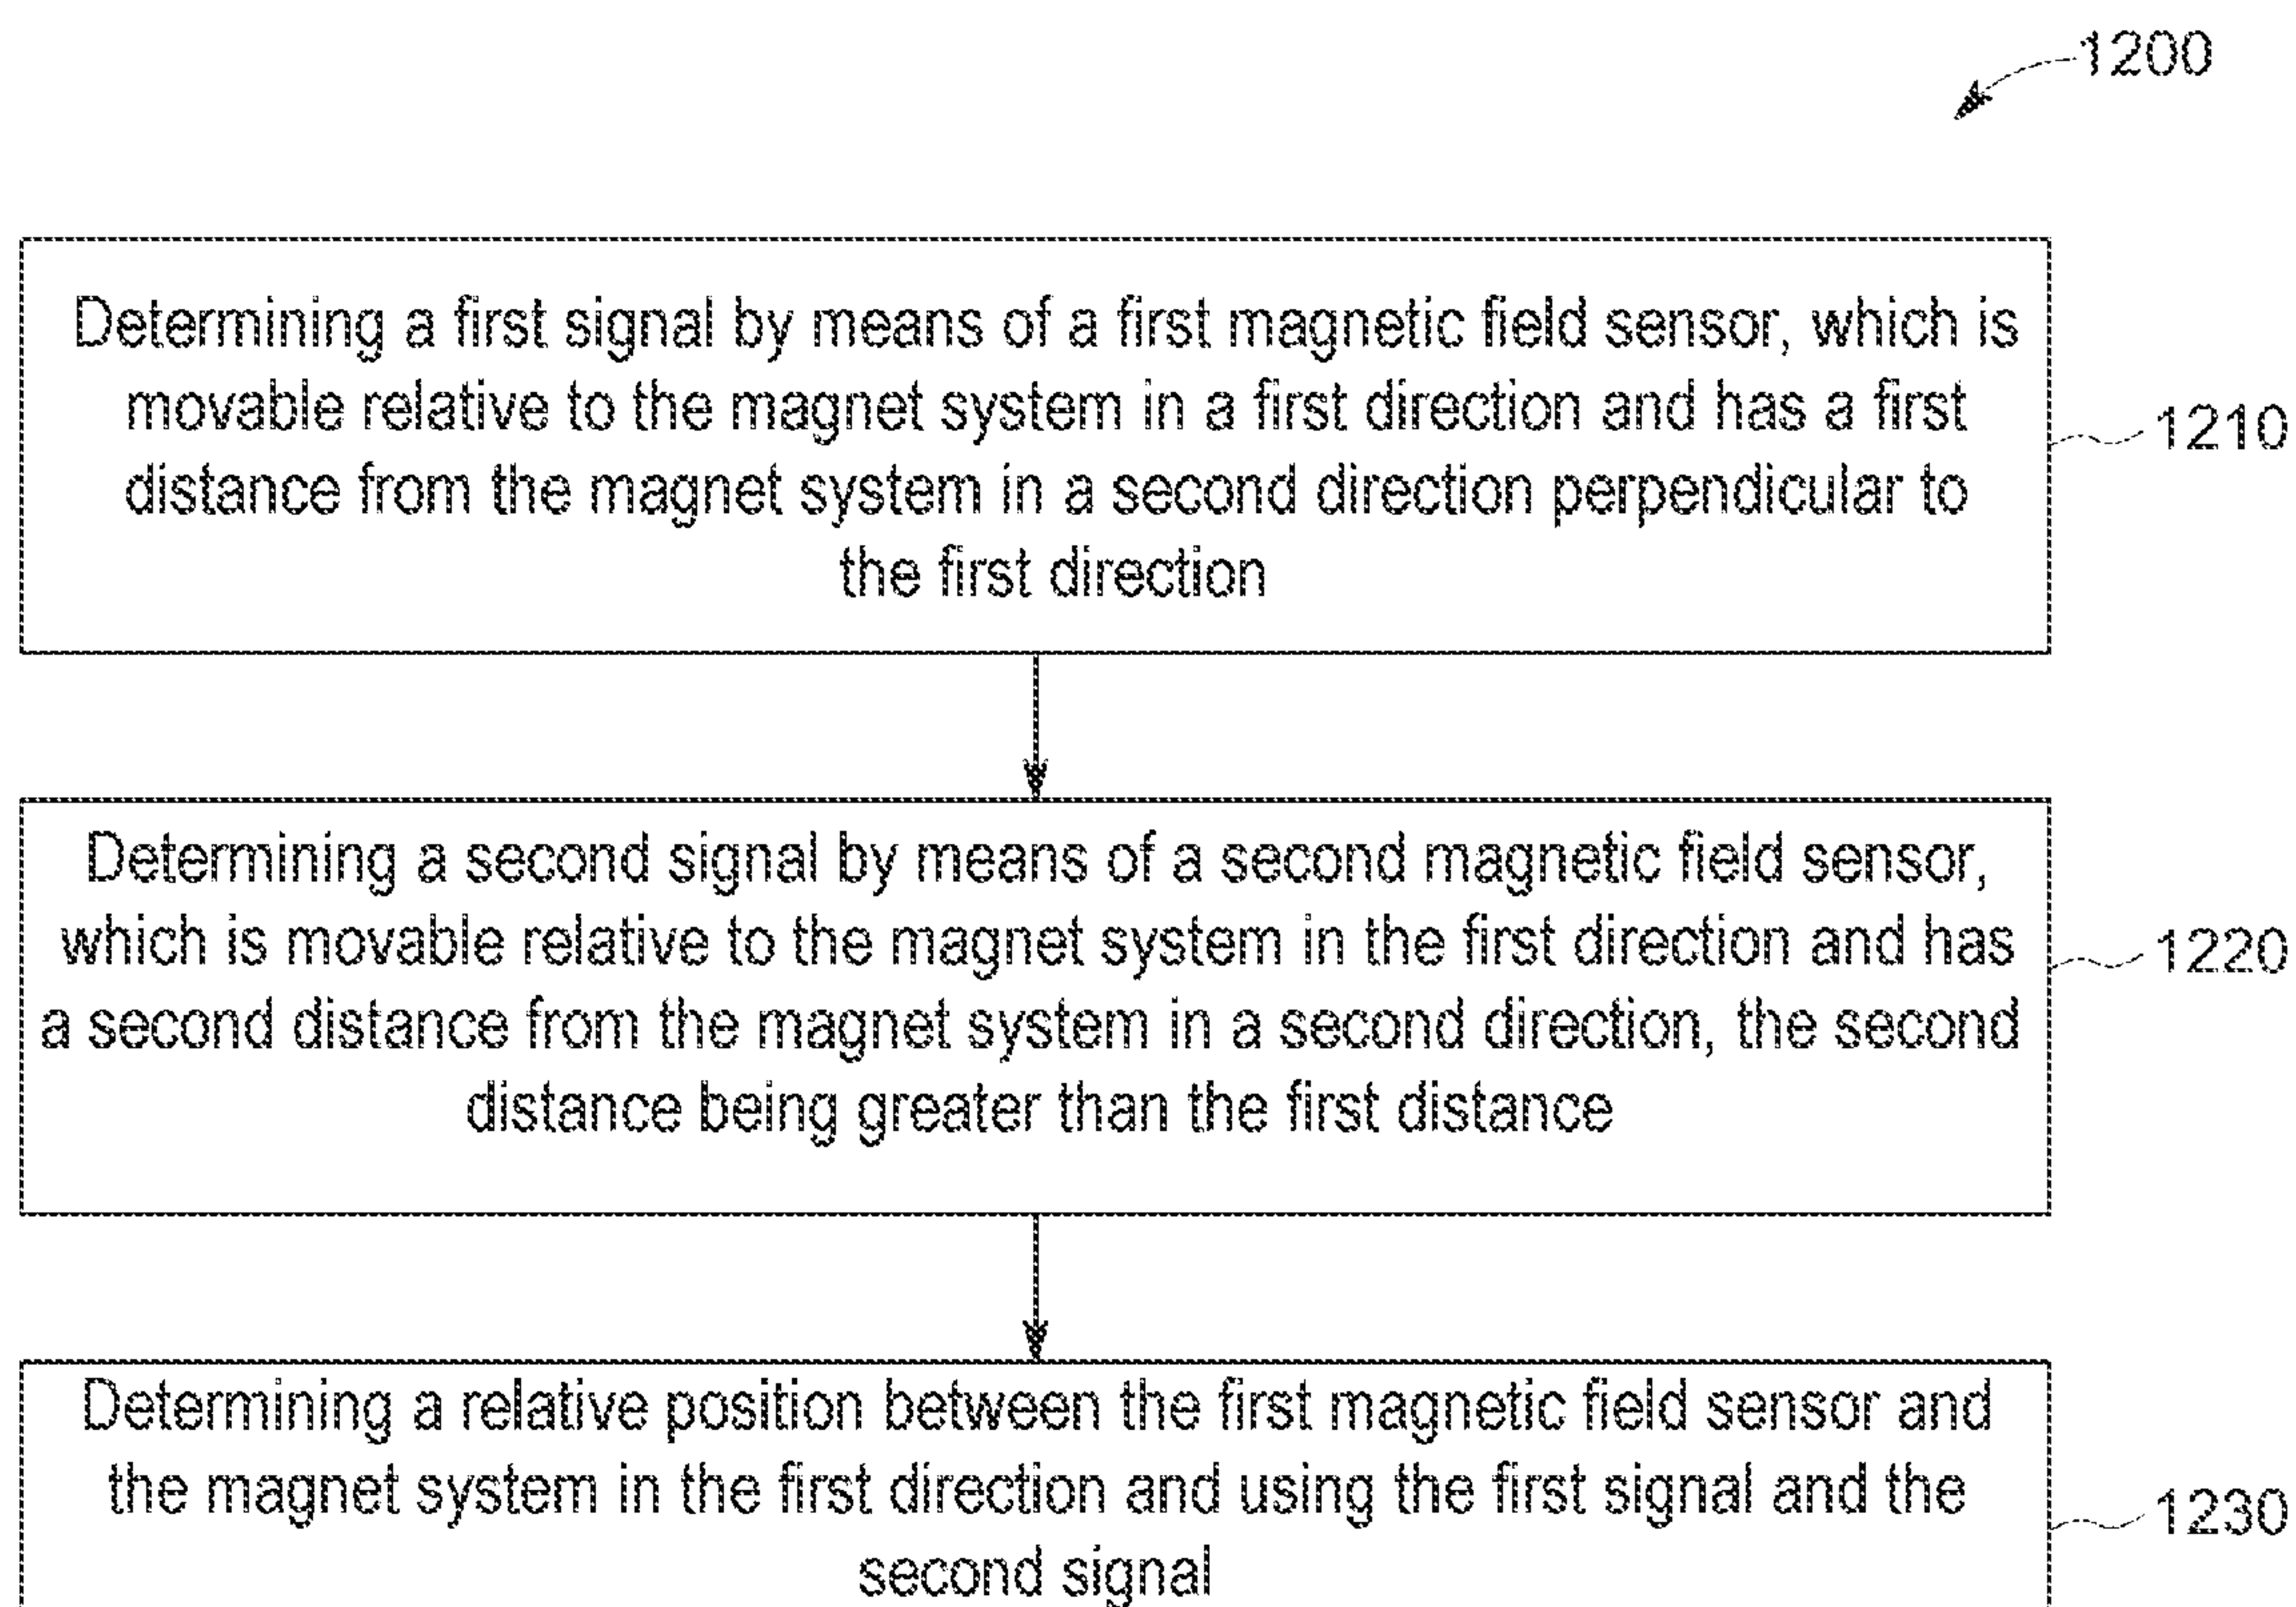 1200
Determining a first signal by means of a first magnetic field sensor, which is
movable relative to the magnet system in a first direction and has a first
distance from the magnet system in a second direction perpendicular to
the first direction
1210
Determining a second signal by means of a second magnetic field sensor,
which is movable relative to the magnet system in the first direction and has
a second distance from the magnet system in a second direction, the second
distance being greater than the first distance
1220
Determining a relative position between the first magnetic field sensor and
the magnet system in the first direction and using the first signal and the
second signal
1230